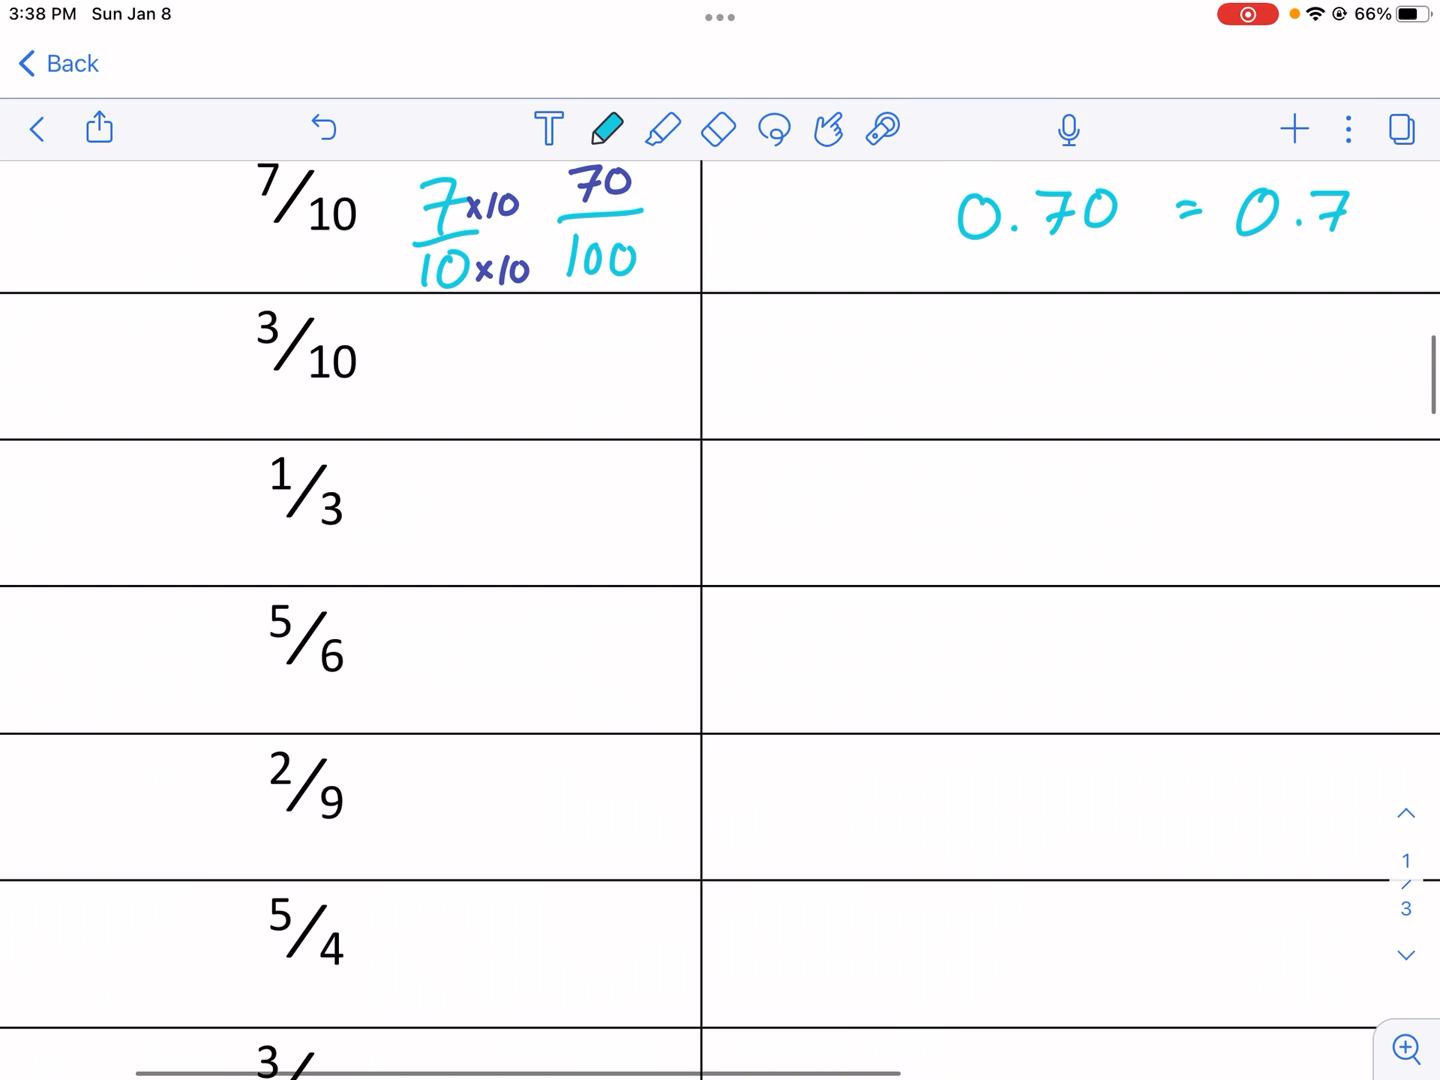 3:38 PM Sun Jan 8 66%
Back
T
7/10 7×10/10×10 70/100 0.70 = 0.7
3/10
1/3
5/6
2/9
5/4
3/
1/3